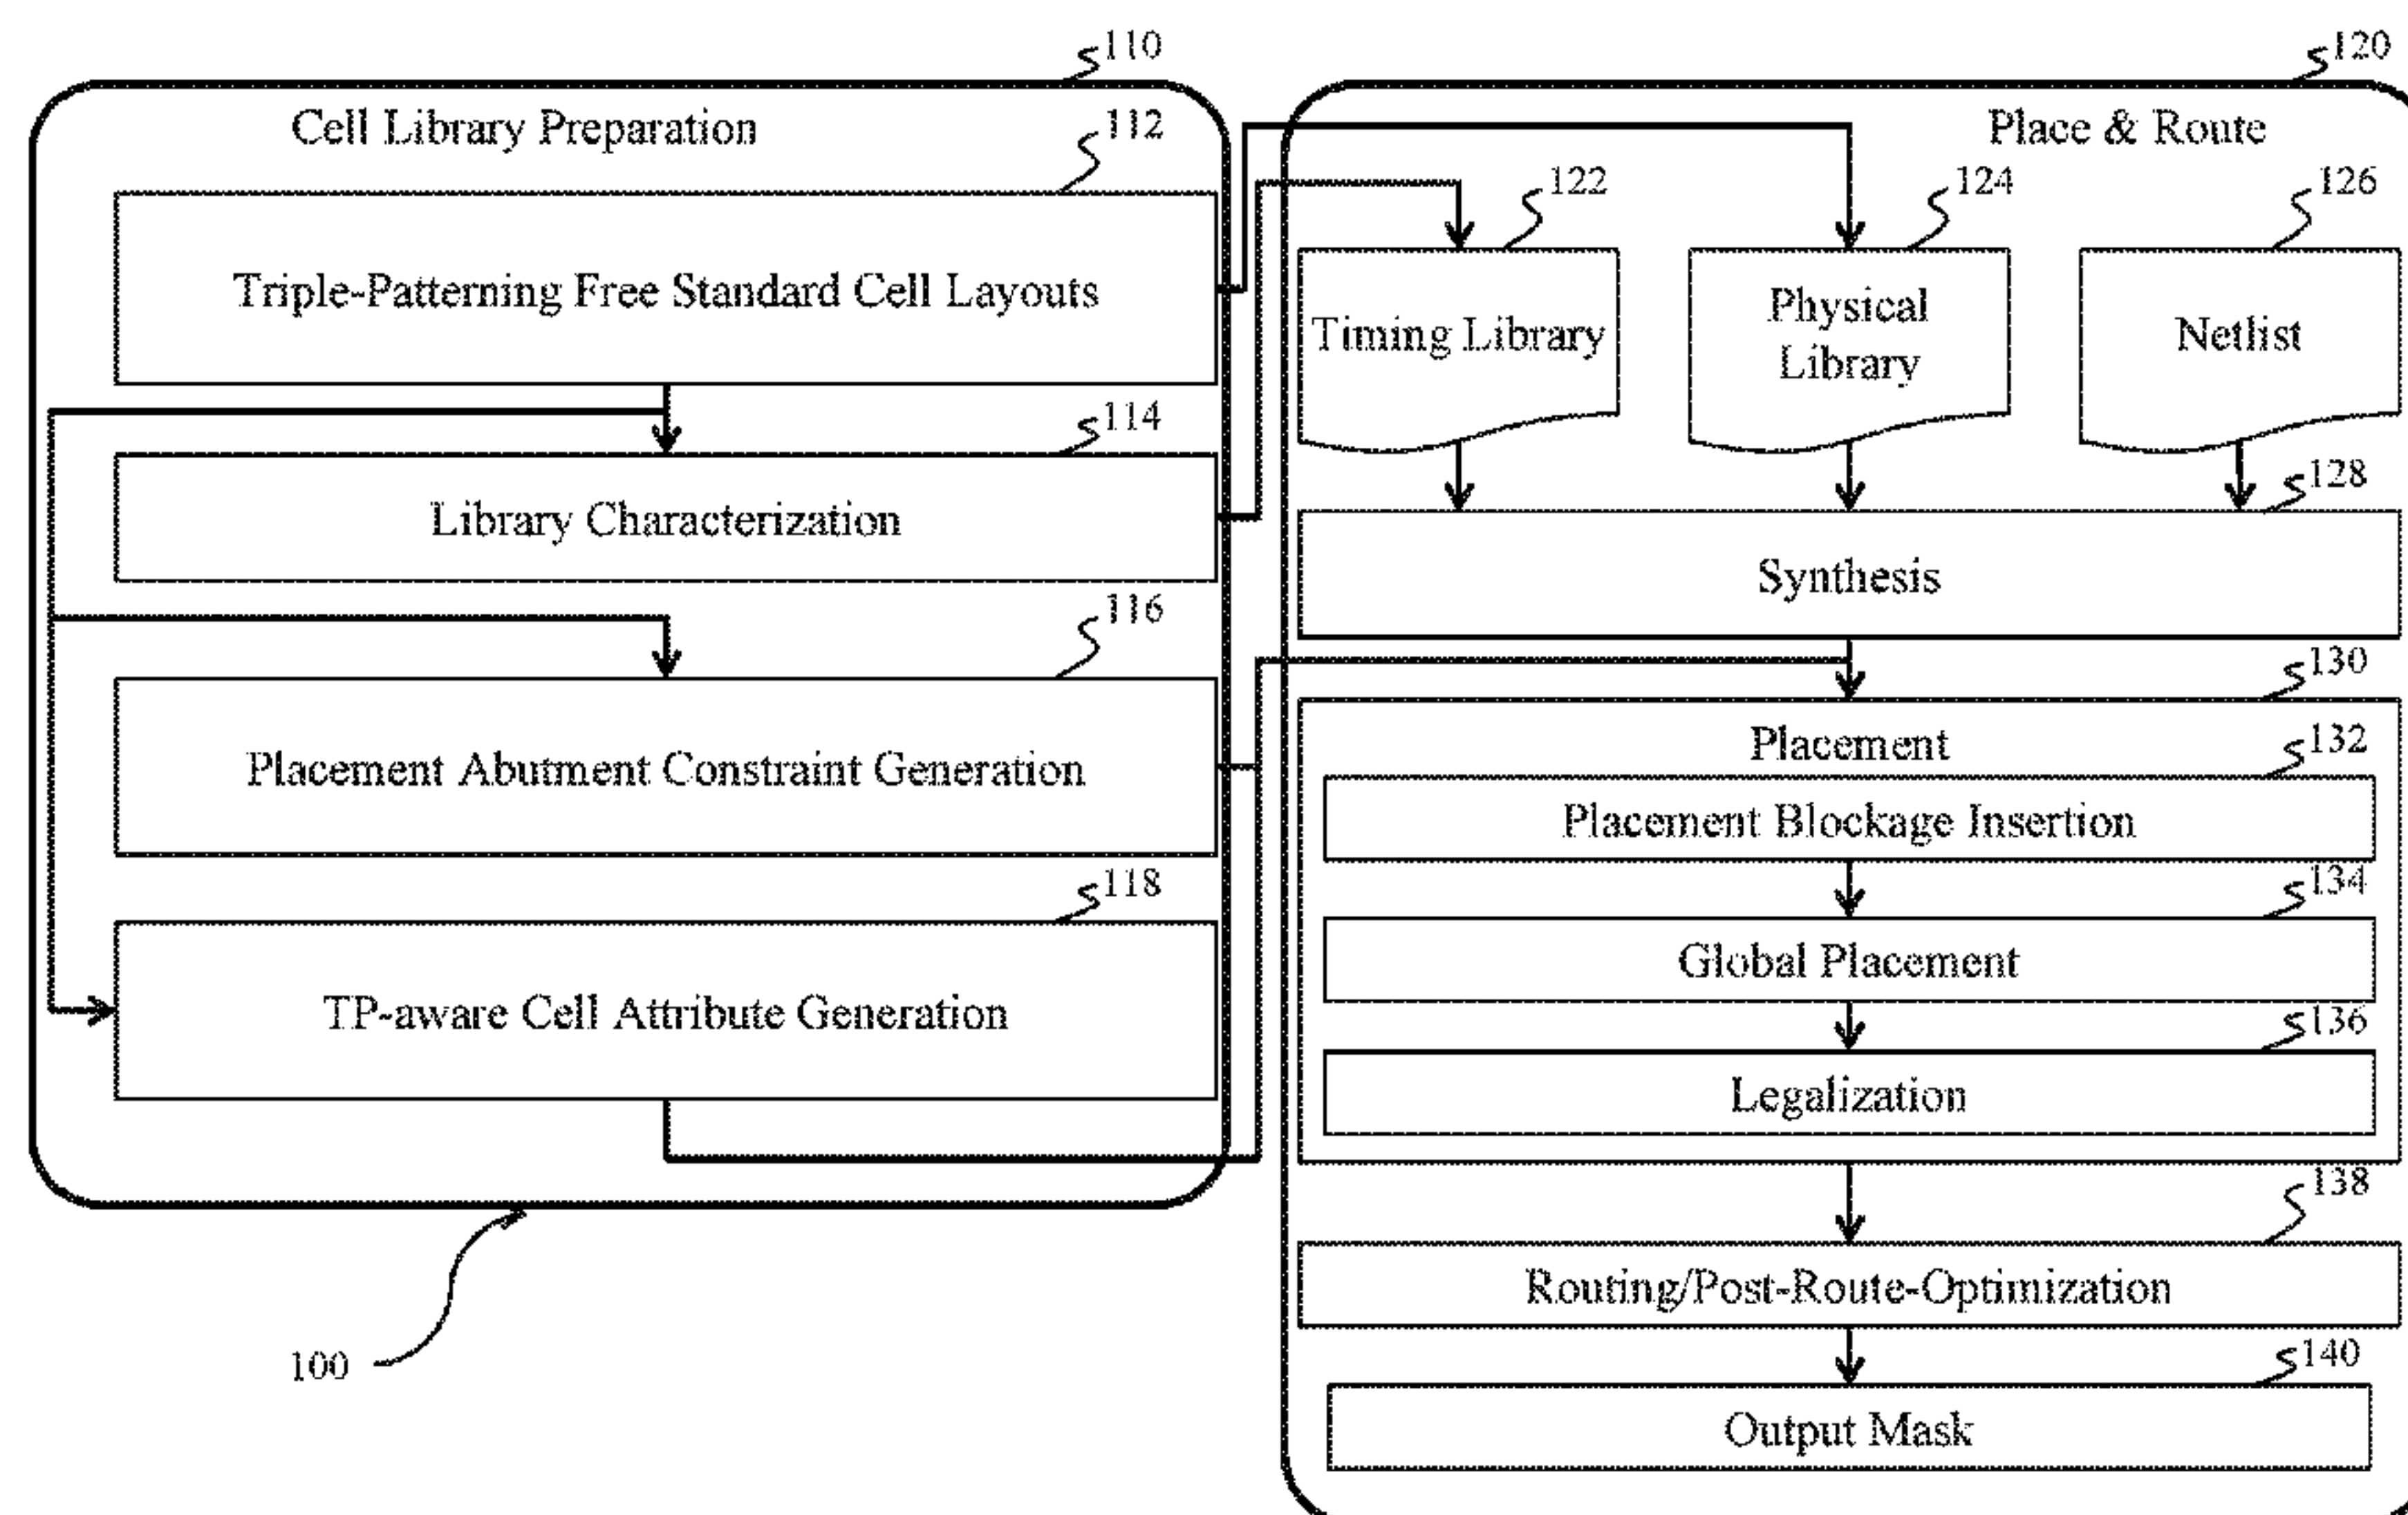 110
Cell Library Preparation
112
Triple-Patterning Free Standard Cell Layouts
114
Library Characterization
116
Placement Abutment Constraint Generation
118
TP-aware Cell Attribute Generation
100
120
Place & Route
122
124
126
Timing Library
Physical
Library
Netlist
128
Synthesis
130
Placement
132
Placement Blockage Insertion
134
Global Placement
136
Legalization
138
Routing/Post-Route-Optimization
140
Output Mask